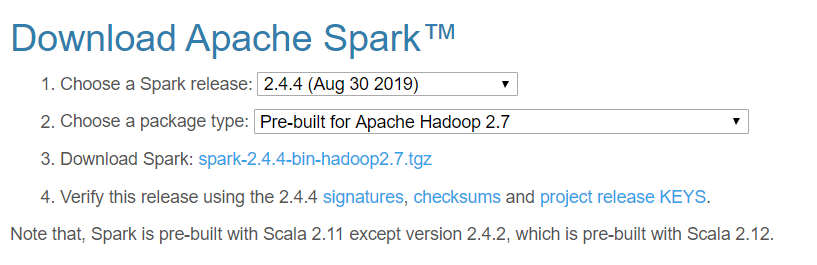 Download Apache Spark™
1. Choose a Spark release: 2.4.4 (Aug 30 2019)
2. Choose a package type: Pre-built for Apache Hadoop 2.7
3. Download Spark: spark-2.4.4-bin-hadoop2.7.tgz
4. Verify this release using the 2.4.4 signatures, checksums and project release KEYS.
Note that, Spark is pre-built with Scala 2.11 except version 2.4.2, which is pre-built with Scala 2.12.